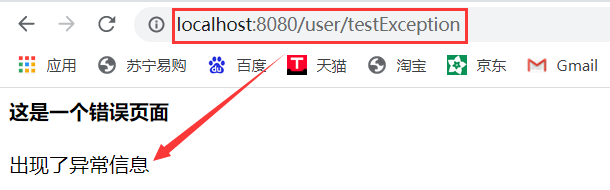 localhost:8080/user/testException
应用 苏宁易购 百度 T 天猫 淘宝 京东 Gmail
这是一个错误页面
出现了异常信息